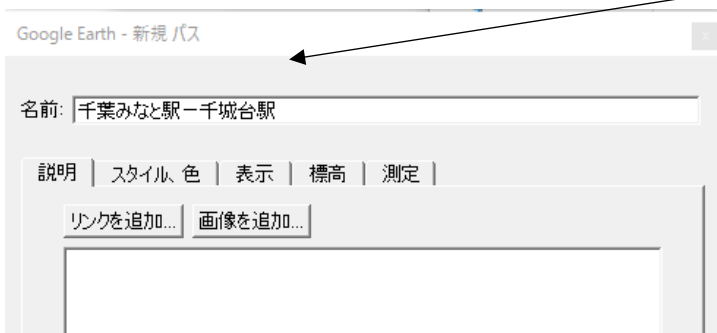 Google Earth - 新規 パス
名前: 千葉みなと駅ー千城台駅
説明 スタイル、色 表示 標高 測定
リンクを追加... 画像を追加...